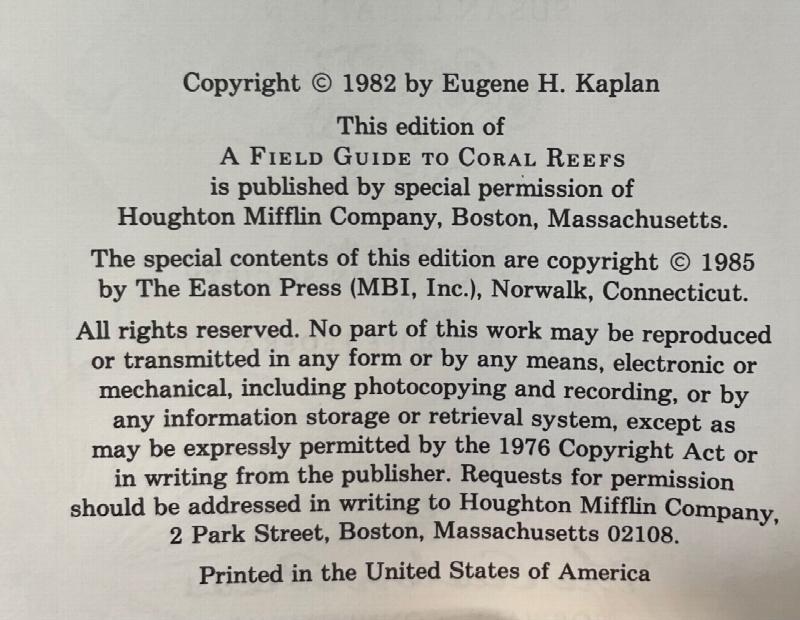 Copyright © 1982 by Eugene H. Kaplan
This edition of
A FIELD GUIDE TO CORAL REEFS
is published by special permission of
Houghton Mifflin Company, Boston, Massachusetts.
The special contents of this edition are copyright © 1985
by The Easton Press (MBI, Inc.), Norwalk, Connecticut.
All rights reserved. No part of this work may be reproduced
or transmitted in any form or by any means, electronic or
mechanical, including photocopying and recording, or by
any information storage or retrieval system, except as
may be expressly permitted by the 1976 Copyright Act or
in writing from the publisher. Requests for permission
should be addressed in writing to Houghton Mifflin Company,
2 Park Street, Boston, Massachusetts 02108.
Printed in the United States of America